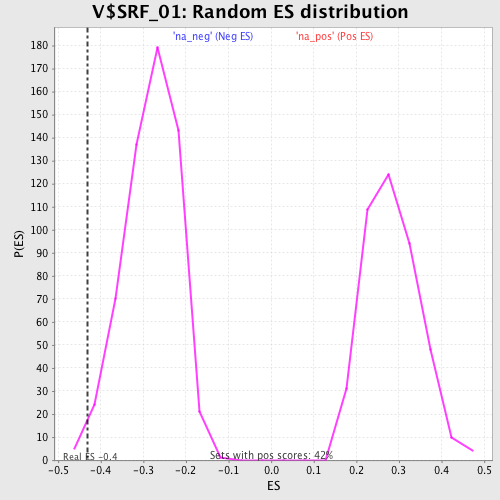 V$SRF_01: Random ES distribution
'na_neg' (Neg ES) 'na_pos' (Pos ES)
180
170
160
150
140
130
120
110
100
90
80
70
60
50
40
30
20
10
0
P(ES)
Real ES -0.4
Sets with pos scores: 42%
-0.5 -0.4 -0.3 -0.2 -0.1 0.0 0.1 0.2 0.3 0.4 0.5
ES